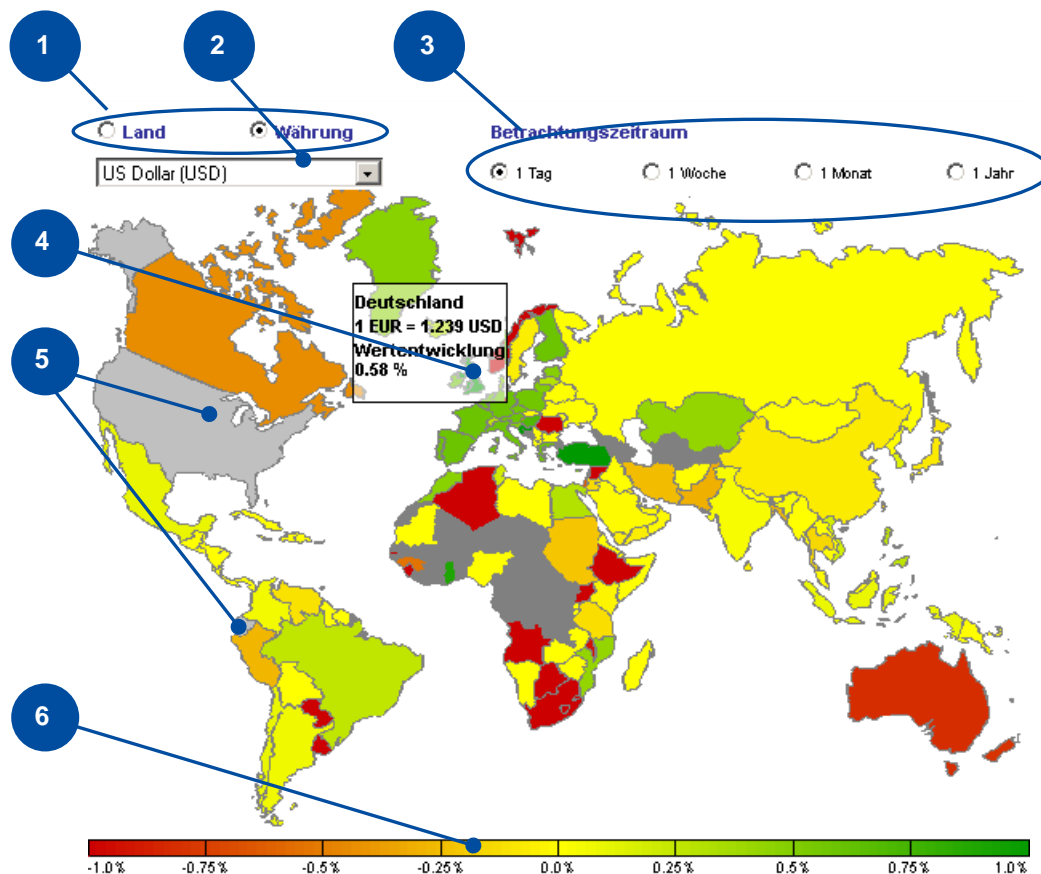 1
2
3
Land
Währung
Betrachtungszeitraum
US Dollar (USD)
1 Tag
1 Woche
1 Monat
1 Jahr
4
Deutschland
1 EUR = 1.239 USD
Wertentwicklung
0.58 %
5
6
-1.0%
-0.75%
-0.5%
-0.25%
0.0%
0.25%
0.5%
0.75%
1.0%